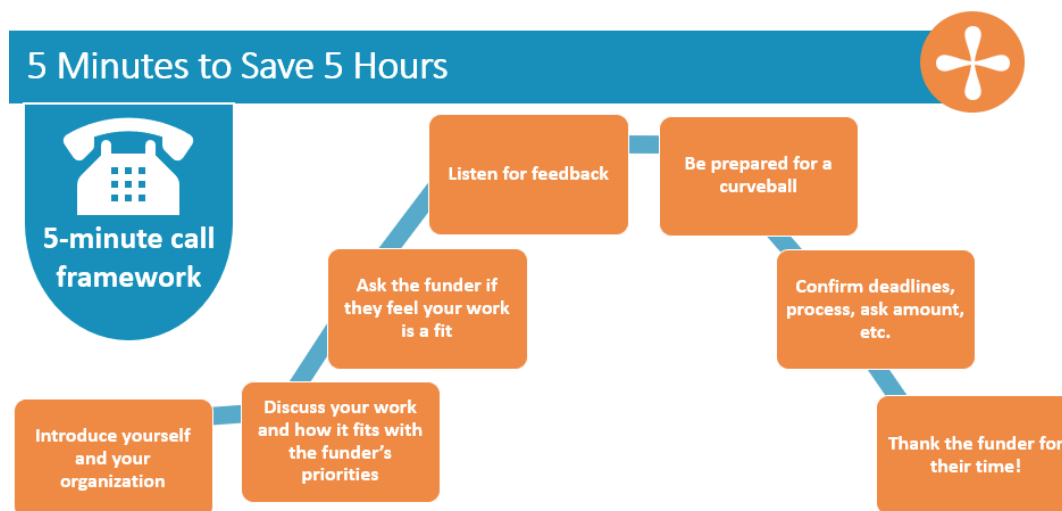 5 Minutes to Save 5 Hours
5-minute call
framework
Introduce yourself
and your
organization
Discuss your work
and how it fits with
the funder's
priorities
Ask the funder if
they feel your work
is a fit
Listen for feedback
Be prepared for a
curveball
Confirm deadlines,
process, ask amount,
etc.
Thank the funder for
their time!